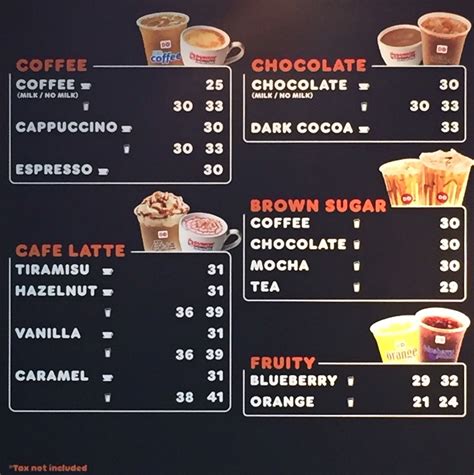 COFFEE
COFFEE 25
(MILK / NO MILK)
30 33
CAPPUCCINO 30
30 33
ESPRESSO 30
CAFE LATTE
TIRAMISU 31
HAZELNUT 31
36 39
VANILLA 31
36 39
CARAMEL 31
38 41
*Tax not included
CHOCOLATE
CHOCOLATE 30
(MILK / NO MILK)
30 33
DARK COCOA 33
BROWN SUGAR
COFFEE 30
CHOCOLATE 30
MOCHA 30
TEA 29
orange
FRUITY
BLUEBERRY 29 32
ORANGE 21 24